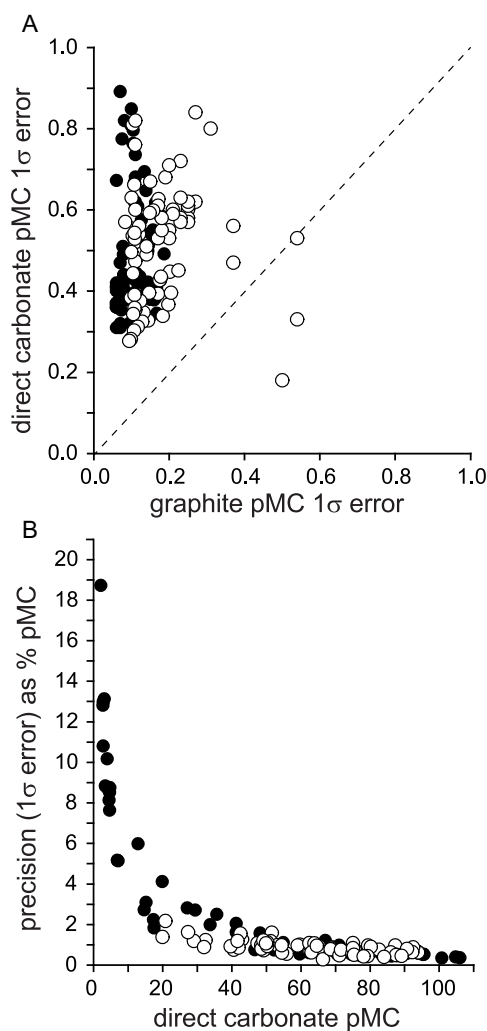 A
direct carbonate pMC 1σ error
1.0
0.8
0.6
0.4
0.2
0.0
0.0 0.2 0.4 0.6 0.8 1.0
graphite pMC 1σ error
B
precision (1σ error) as % pMC
20
18
16
14
12
10
8
6
4
2
0
0 20 40 60 80 100
direct carbonate pMC